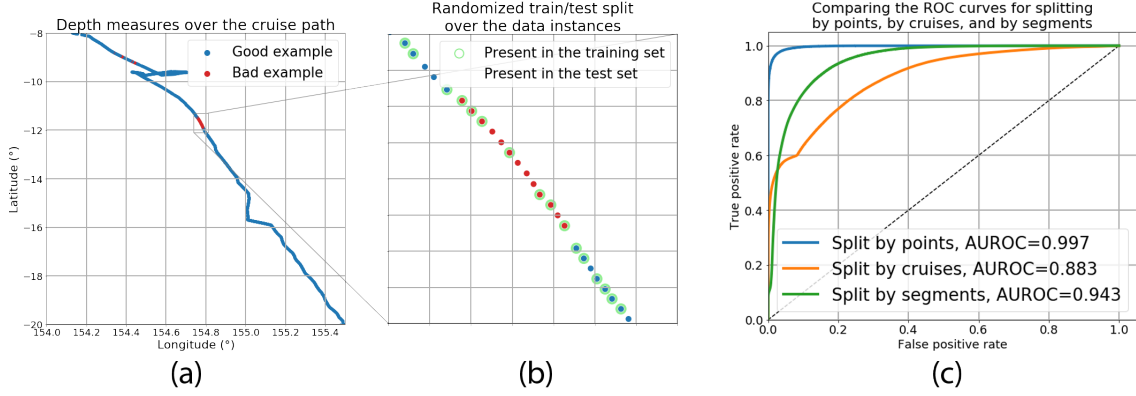 Depth measures over the cruise path
−8
−10
−12
−14
−16
−18
−20
Latitude (°)
Good example
Bad example
154.0 154.2 154.4 154.6 154.8 155.0 155.2 155.4
Longitude (°)
(a)
Randomized train/test split
over the data instances
Present in the training set
Present in the test set
(b)
Comparing the ROC curves for splitting
by points, by cruises, and by segments
1.0
0.8
0.6
0.4
0.2
0.0
True positive rate
Split by points, AUROC=0.997
Split by cruises, AUROC=0.883
Split by segments, AUROC=0.943
0.0 0.2 0.4 0.6 0.8 1.0
False positive rate
(c)